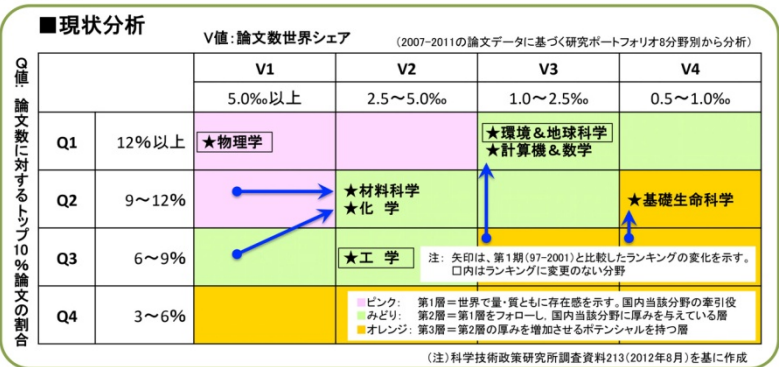 ■現状分析
V値：論文数世界シェア
（2007-2011の論文データに基づく研究ポートフォリオ8分野別から分析）
Q値：論文数に対するトップ10%論文の割合
V1 V2 V3 V4
5.0‰以上 2.5～5.0‰ 1.0～2.5‰ 0.5～1.0‰
Q1 12%以上 ★物理学 ★環境＆地球科学
★計算機＆数学
Q2 9～12% ★材料科学 ★基礎生命科学
★化　学
Q3 6～9% ★工　学
注：　矢印は、第1期(97-2001)と比較したランキングの変化を示す。
□内はランキングに変更のない分野
Q4 3～6%
■ピンク：　第1層＝世界で量・質ともに存在感を示す。国内当該分野の牽引役
■みどり：　第2層＝第1層をフォローし、国内当該分野に厚みを与えている層
■オレンジ：第3層＝第2層の厚みを増加させるポテンシャルを持つ層
（注）科学技術政策研究所調査資料213（2012年8月）を基に作成